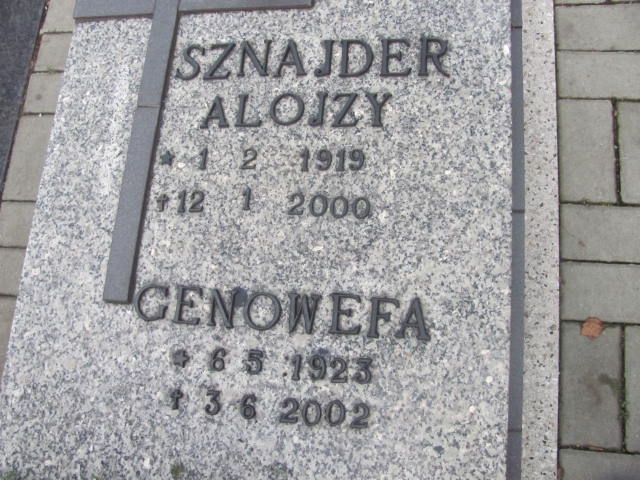 SZNAJDER
ALOJZY
* 1 2 1919
† 12 1 2000
GENOWEFA
* 6 5 1923
† 3 6 2002